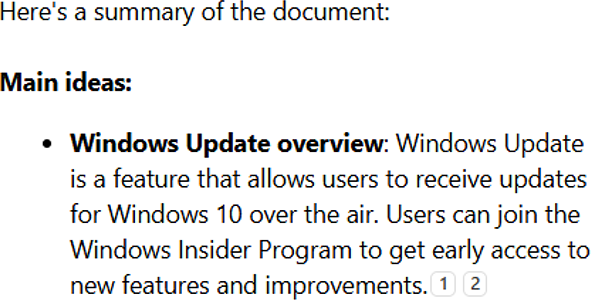 Here's a summary of the document:
Main ideas:
• Windows Update overview: Windows Update
is a feature that allows users to receive updates
for Windows 10 over the air. Users can join the
Windows Insider Program to get early access to
new features and improvements. 1 2